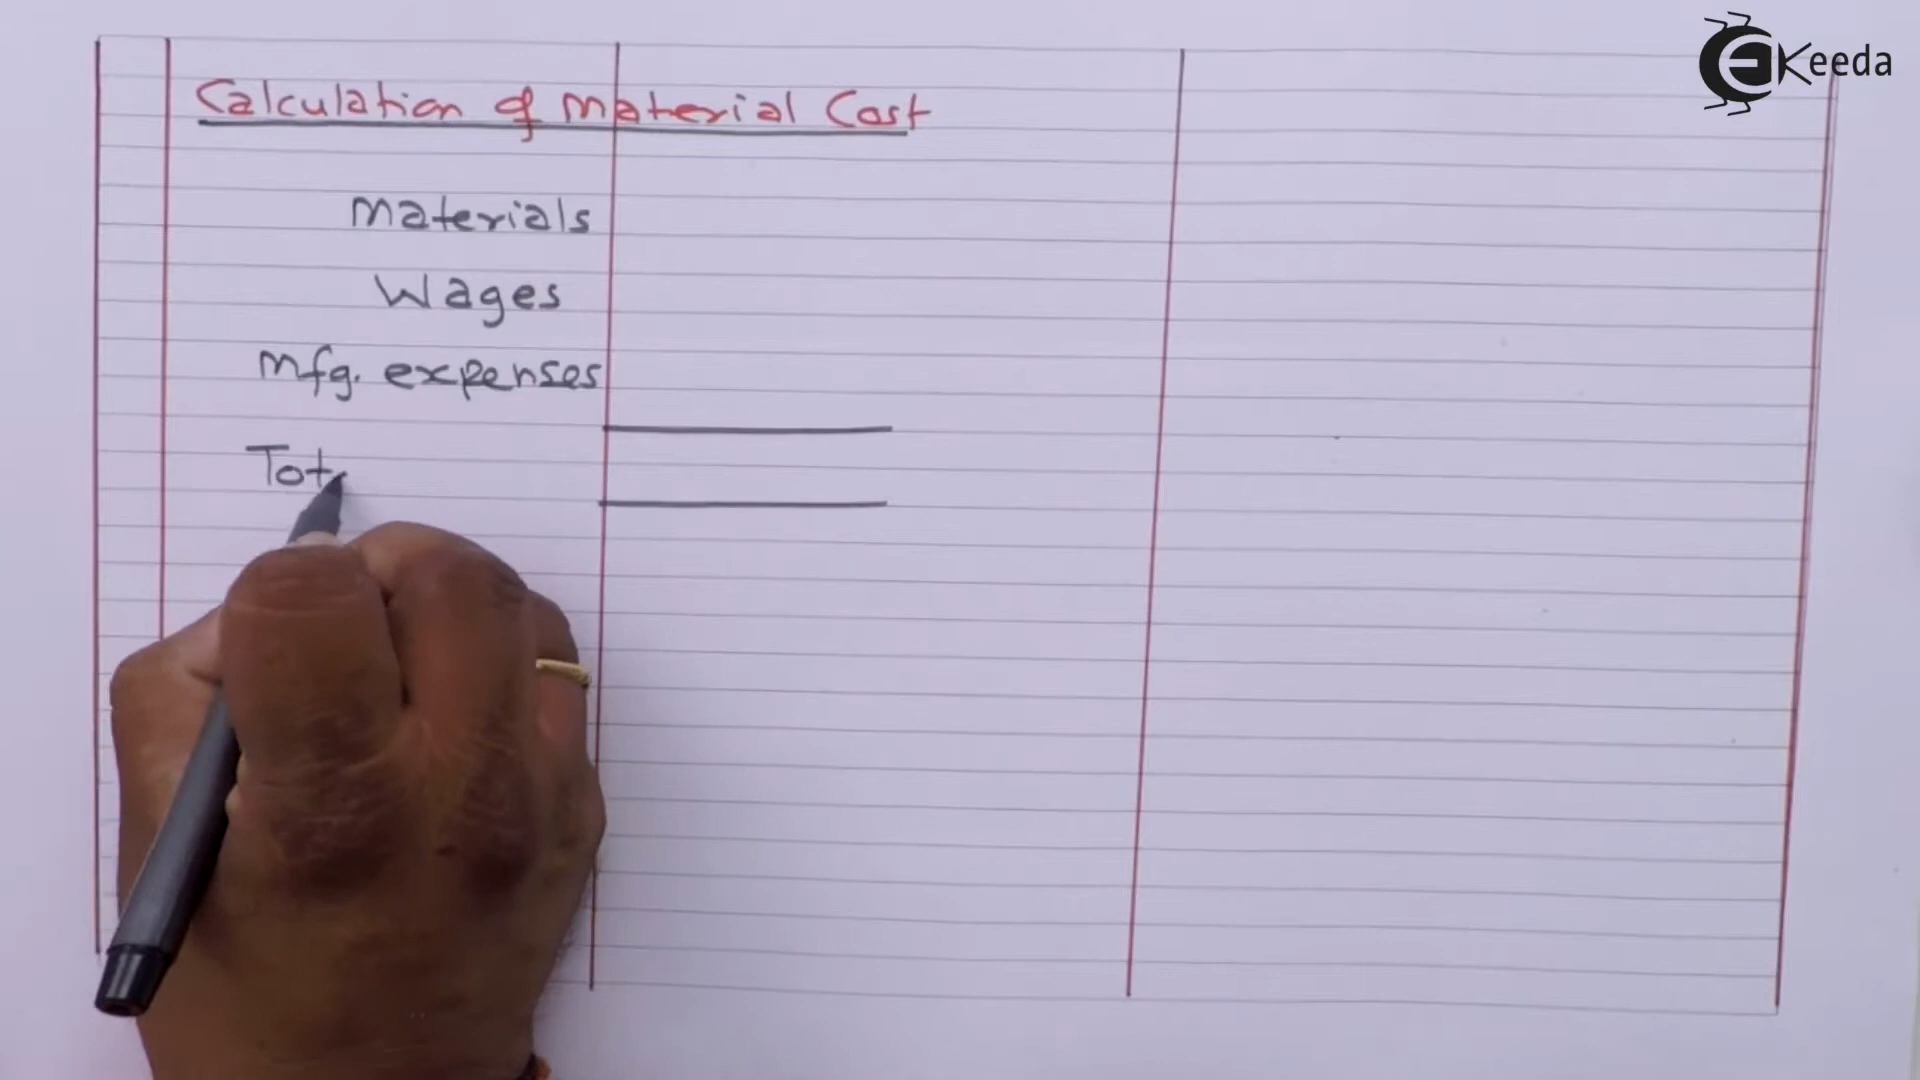 Calculation of Material Cost
Materials
Wages
Mfg. expenses
Tot
EKeeda